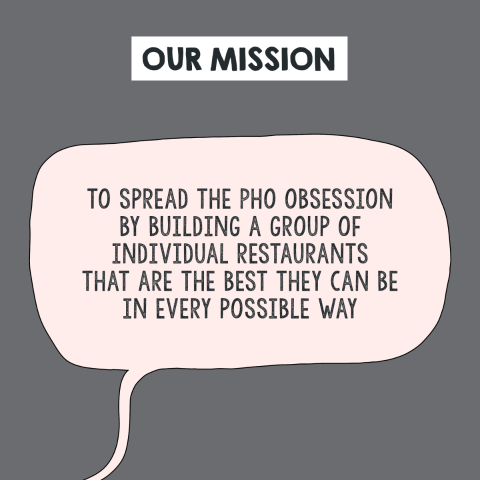 OUR MISSION
TO SPREAD THE PHO OBSESSION
BY BUILDING A GROUP OF
INDIVIDUAL RESTAURANTS
THAT ARE THE BEST THEY CAN BE
IN EVERY POSSIBLE WAY